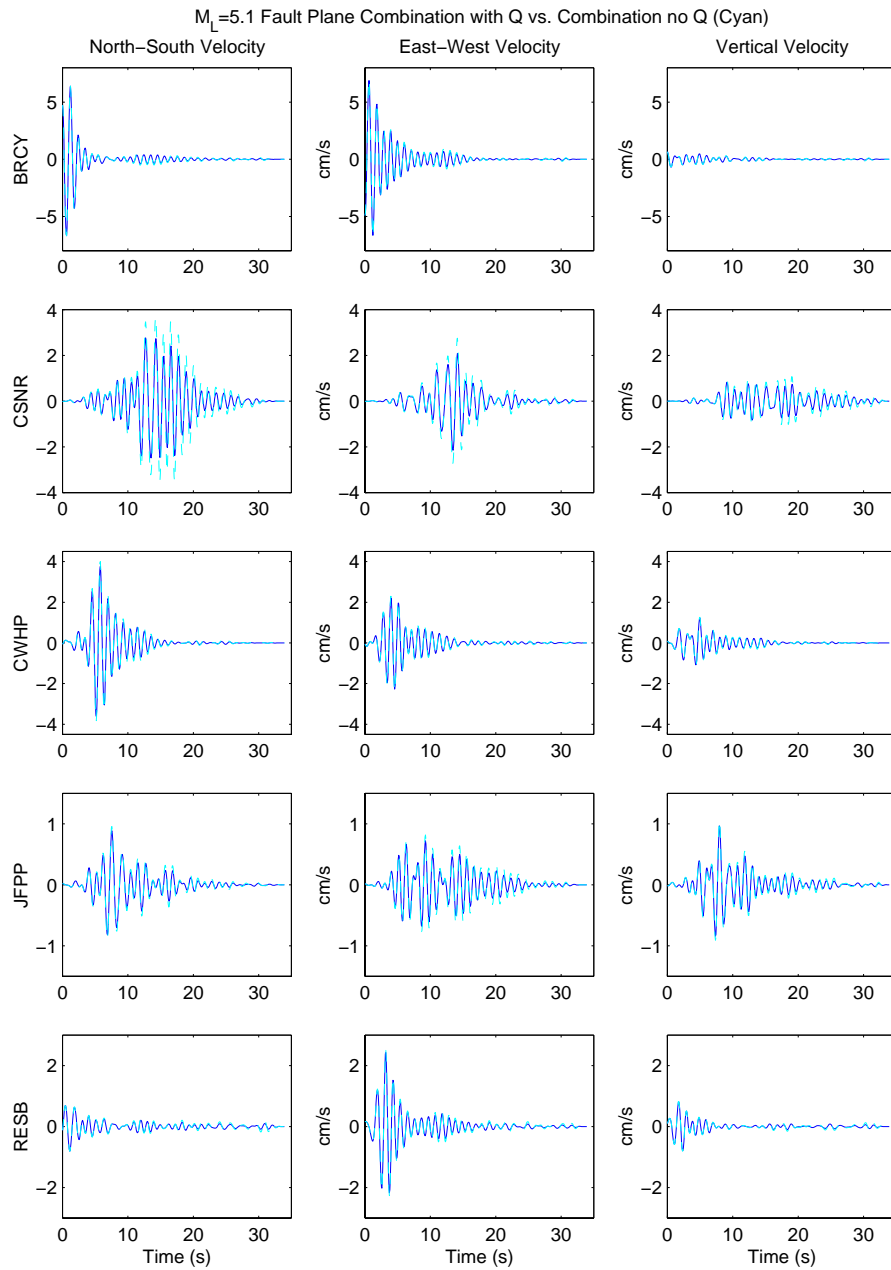 M_L=5.1 Fault Plane Combination with Q vs. Combination no Q (Cyan)
North−South Velocity
East−West Velocity
Vertical Velocity
BRCY
5
0
−5
0 10 20 30
cm/s
5
0
−5
0 10 20 30
cm/s
5
0
−5
0 10 20 30
CSNR
4
2
0
−2
−4
0 10 20 30
cm/s
4
2
0
−2
−4
0 10 20 30
cm/s
4
2
0
−2
−4
0 10 20 30
CWHP
4
2
0
−2
−4
0 10 20 30
cm/s
4
2
0
−2
−4
0 10 20 30
cm/s
4
2
0
−2
−4
0 10 20 30
JFPP
1
0
−1
0 10 20 30
cm/s
1
0
−1
0 10 20 30
cm/s
1
0
−1
0 10 20 30
RESB
2
0
−2
0 10 20 30
Time (s)
cm/s
2
0
−2
0 10 20 30
Time (s)
cm/s
2
0
−2
0 10 20 30
Time (s)